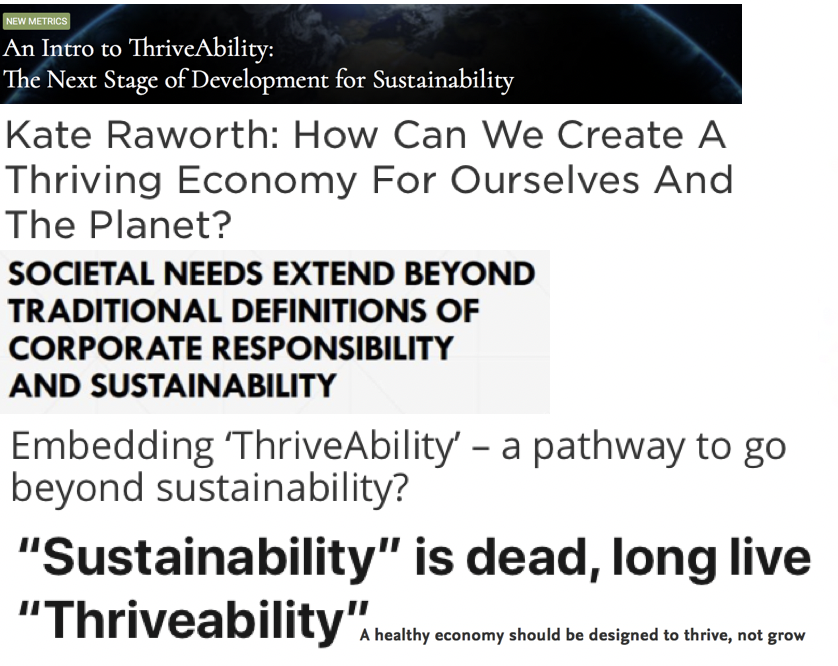 NEW METRICS
An Intro to ThriveAbility:
The Next Stage of Development for Sustainability
Kate Raworth: How Can We Create A
Thriving Economy For Ourselves And
The Planet?
SOCIETAL NEEDS EXTEND BEYOND
TRADITIONAL DEFINITIONS OF
CORPORATE RESPONSIBILITY
AND SUSTAINABILITY
Embedding ‘ThriveAbility’ – a pathway to go
beyond sustainability?
“Sustainability” is dead, long live
“Thriveability”
A healthy economy should be designed to thrive, not grow